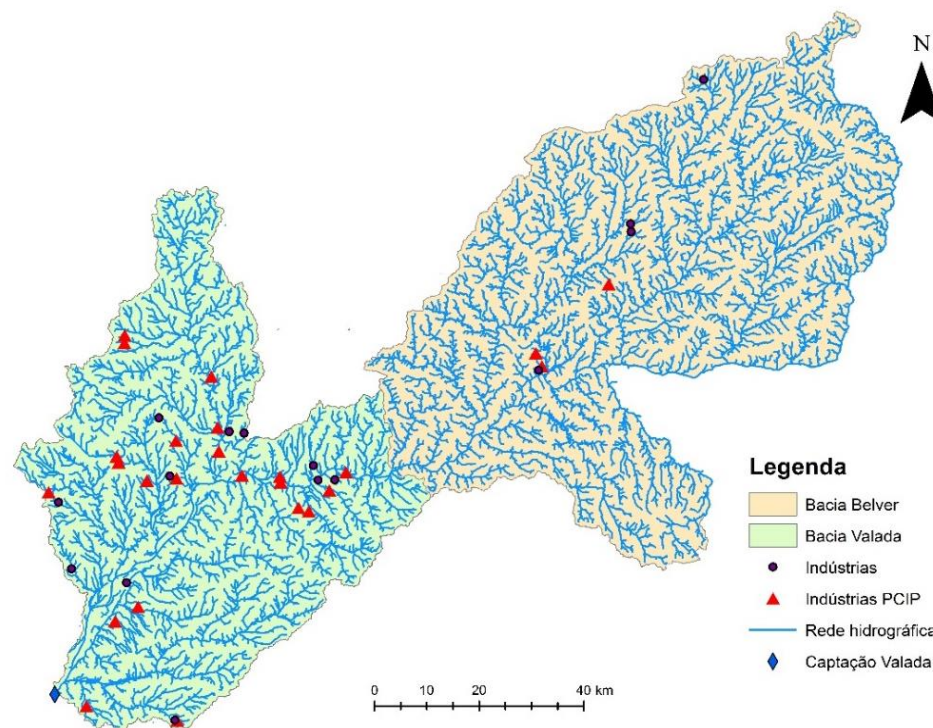 N
Legenda
Bacia Belver
Bacia Valada
Indústrias
Indústrias PCIP
Rede hidrográfica
Captação Valada
0 10 20 40 km